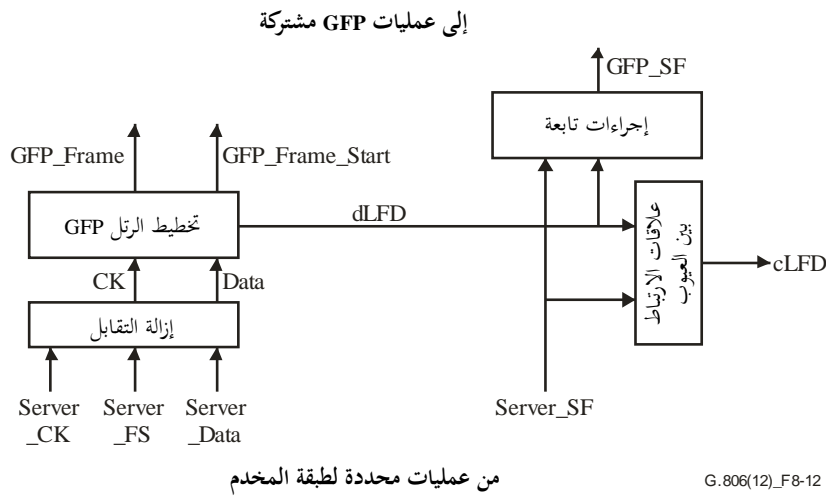 إلى عمليات GFP مشتركة
GFP_SF
إجراءات تابعة
GFP_Frame
GFP_Frame_Start
تخطيط الرتل GFP
dLFD
علاقات الارتباط
بين العيوب
cLFD
CK
Data
إزالة التقابل
Server
_CK
Server
_FS
Server
_Data
Server_SF
من عمليات محددة لطبقة المخدم
G.806(12)_F8-12